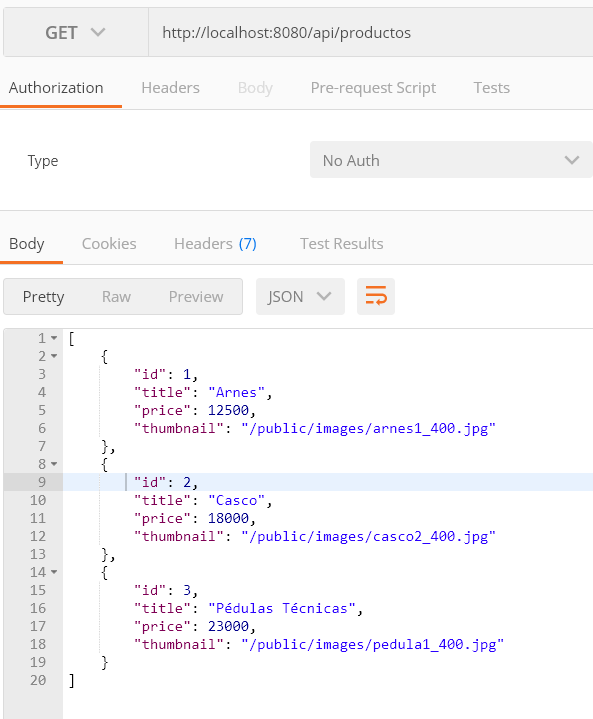 GET http://localhost:8080/api/productos
Authorization Headers Body Pre-request Script Tests
Type No Auth
Body Cookies Headers (7) Test Results
Pretty Raw Preview JSON
1 [
2 {
3 "id": 1,
4 "title": "Arnes",
5 "price": 12500,
6 "thumbnail": "/public/images/arnes1_400.jpg"
7 },
8 {
9 "id": 2,
10 "title": "Casco",
11 "price": 18000,
12 "thumbnail": "/public/images/casco2_400.jpg"
13 },
14 {
15 "id": 3,
16 "title": "Pédulas Técnicas",
17 "price": 23000,
18 "thumbnail": "/public/images/pedula1_400.jpg"
19 }
20 ]